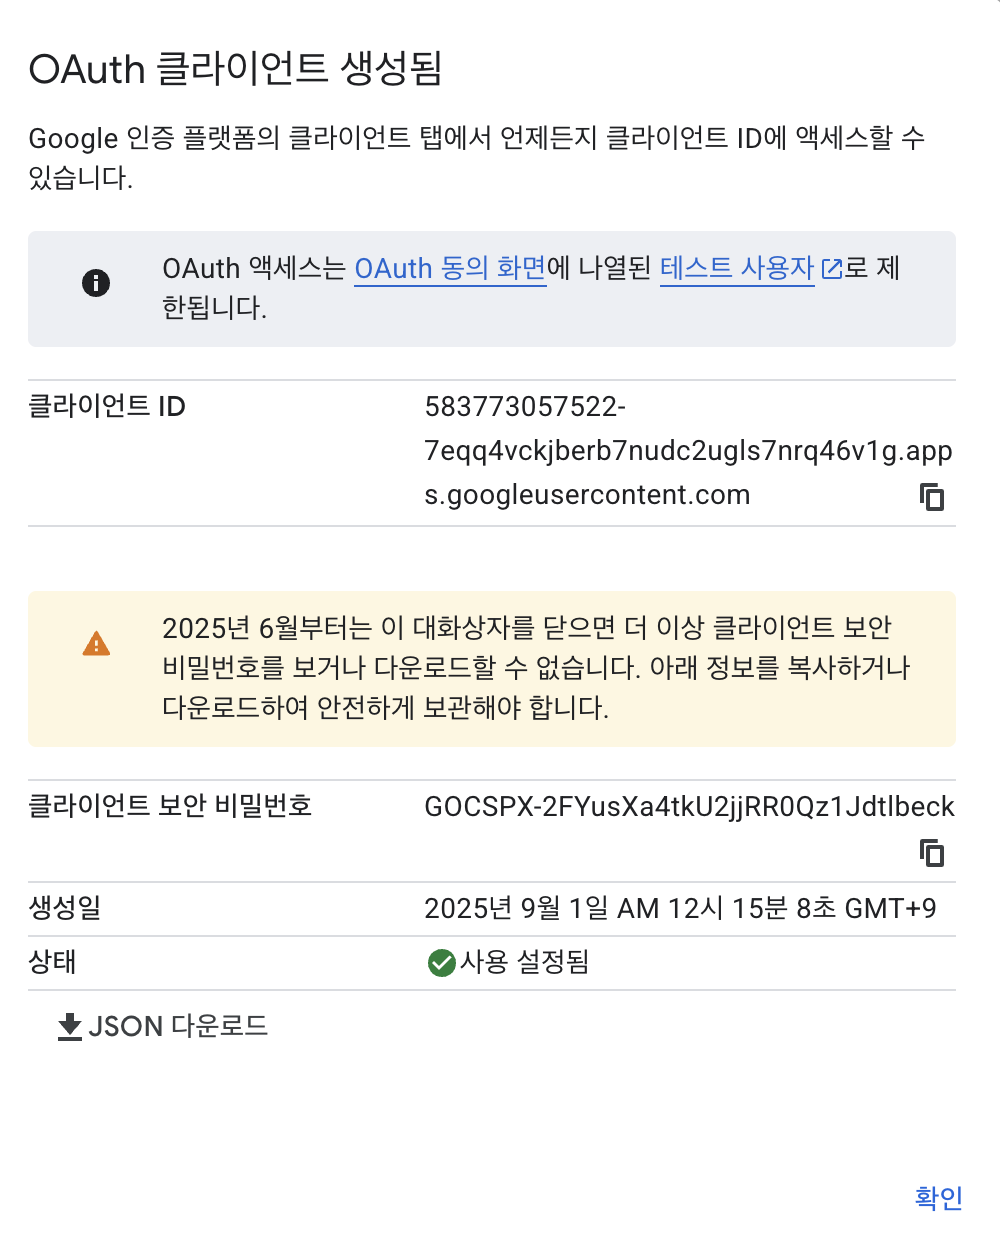 OAuth 클라이언트 생성됨
Google 인증 플랫폼의 클라이언트 탭에서 언제든지 클라이언트 ID에 액세스할 수
있습니다.
OAuth 액세스는 OAuth 동의 화면에 나열된 테스트 사용자로 제
한됩니다.
클라이언트 ID 583773057522-
7eqq4vckjberb7nudc2ugls7nrq46v1g.app
s.googleusercontent.com
2025년 6월부터는 이 대화상자를 닫으면 더 이상 클라이언트 보안
비밀번호를 보거나 다운로드할 수 없습니다. 아래 정보를 복사하거나
다운로드하여 안전하게 보관해야 합니다.
클라이언트 보안 비밀번호 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
생성일 2025년 9월 1일 AM 12시 15분 8초 GMT+9
상태 사용 설정됨
JSON 다운로드
확인